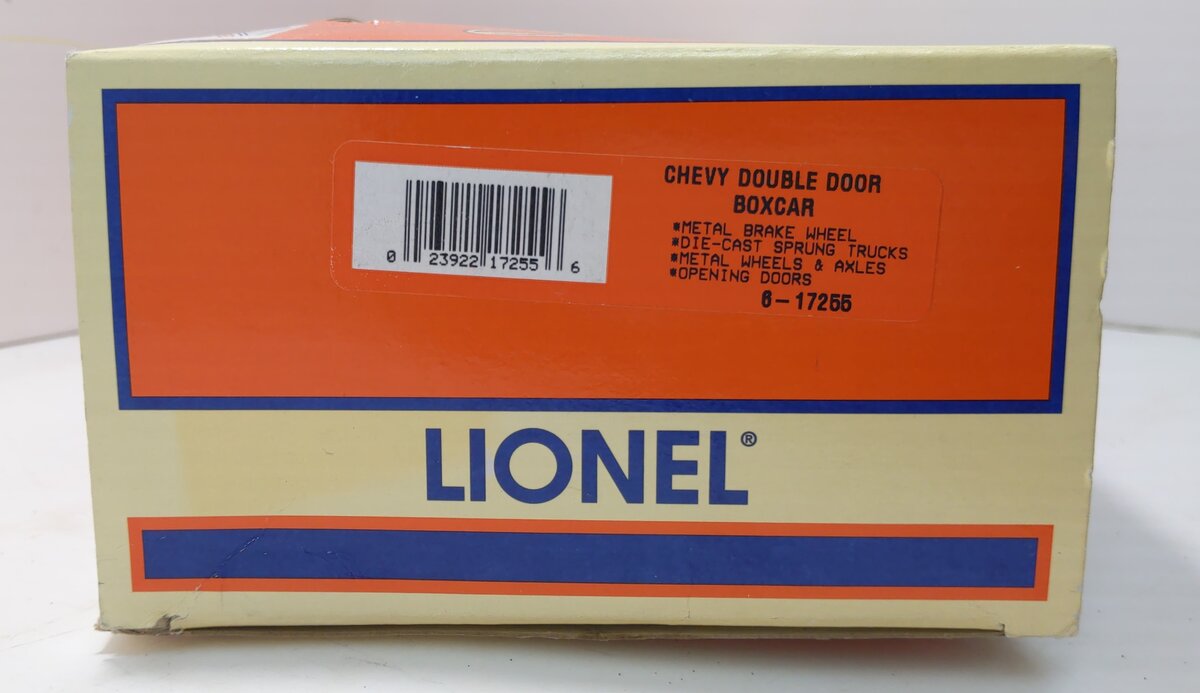 CHEVY DOUBLE DOOR
BOXCAR
*METAL BRAKE WHEEL
*DIE-CAST SPRUNG TRUCKS
*METAL WHEELS & AXLES
*OPENING DOORS
6-17255
0 23922 17255 6
LIONEL®